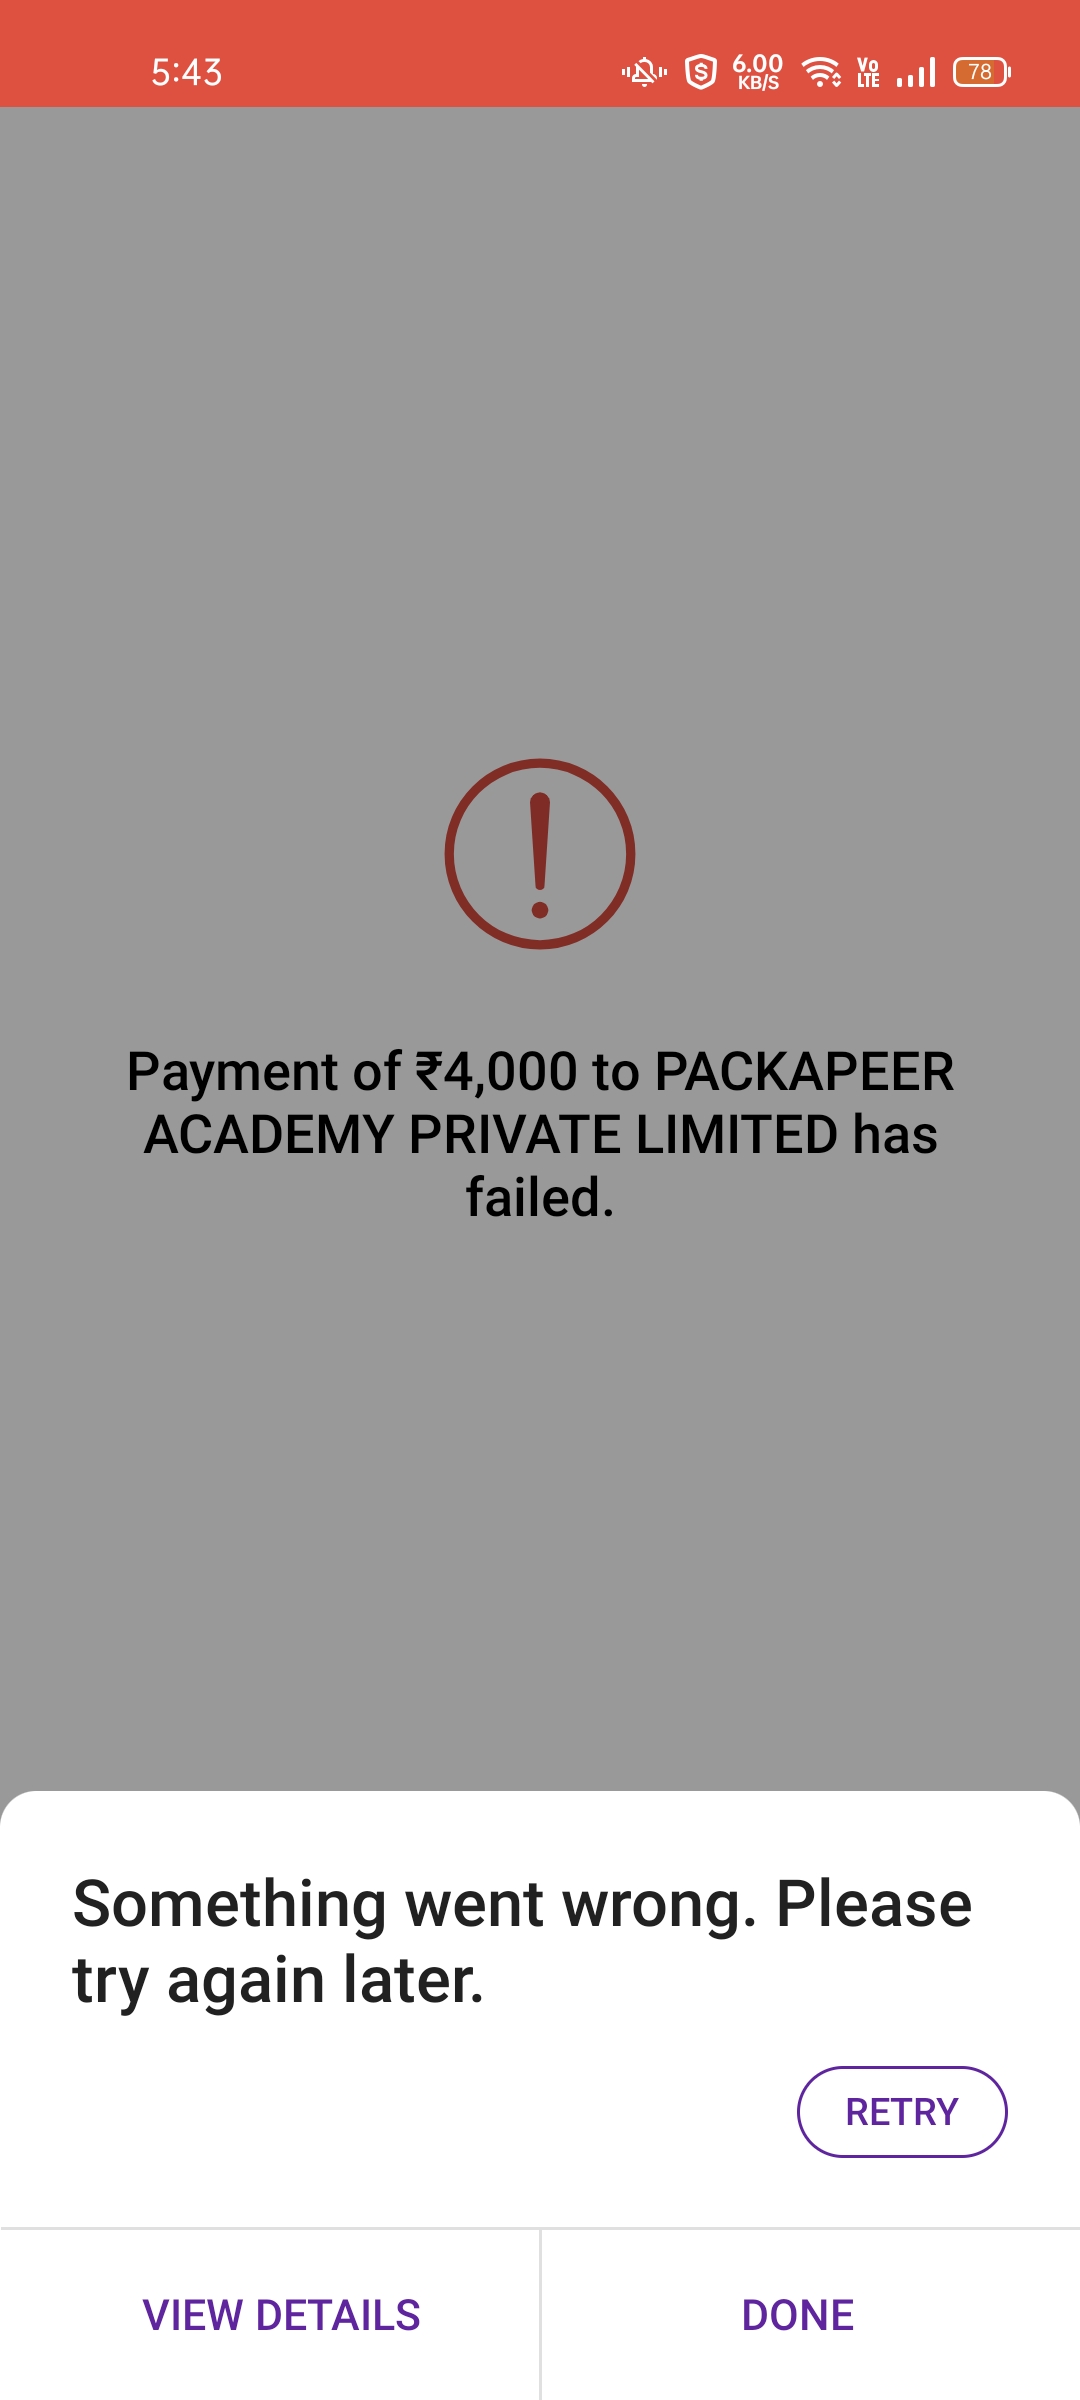 5:43
6.00
KB/S
Vo
LTE
78
Payment of ₹4,000 to PACKAPEER
ACADEMY PRIVATE LIMITED has
failed.
Something went wrong. Please
try again later.
RETRY
VIEW DETAILS
DONE